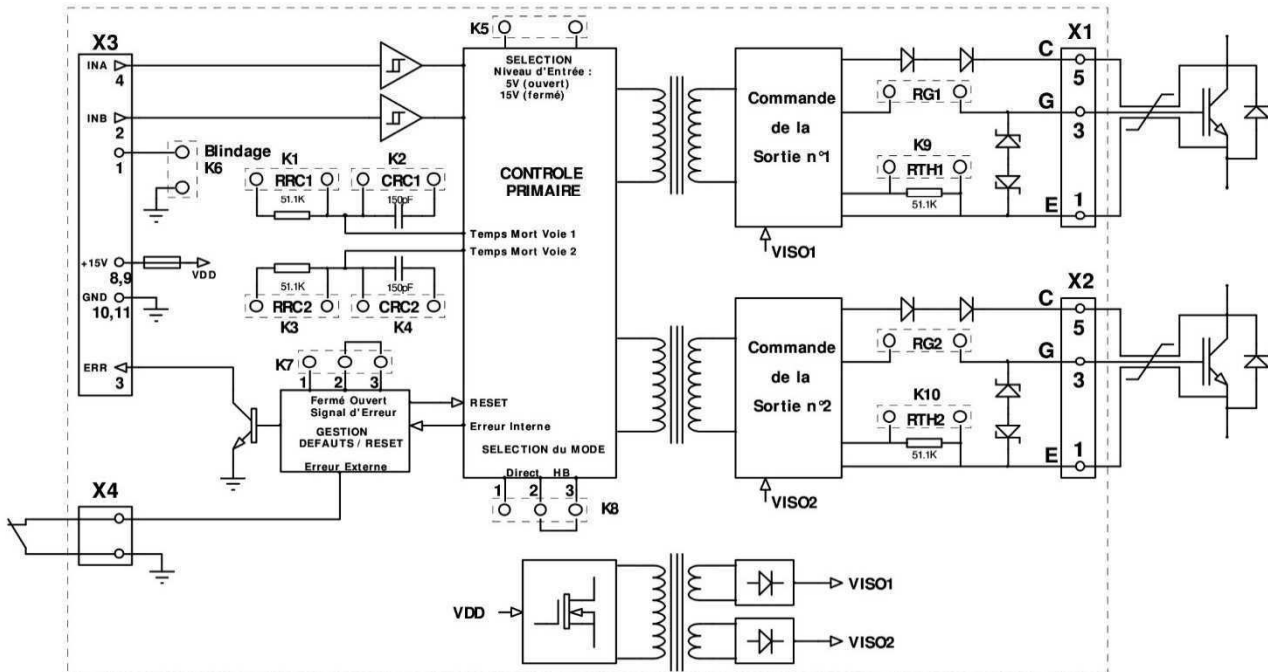 X3
INA
4
INB
2
1
Blindage
K6
+15V
8,9
VDD
GND
10,11
ERR
3
X4
K1
RRC1
51.1K
K2
CRC1
150pF
51.1K
RRC2
K3
150pF
CRC2
K4
K7
1 2 3
Fermé Ouvert
Signal d'Erreur
GESTION
DEFAUTS / RESET
Erreur Externe
K5
SELECTION
Niveau d'Entrée :
5V (ouvert)
15V (fermé)
CONTROLE
PRIMAIRE
Temps Mort Voie 1
Temps Mort Voie 2
RESET
Erreur Interne
SELECTION du MODE
Direct HB
1 2 3
K8
Commande
de la
Sortie n°1
VISO1
RG1
K9
RTH1
51.1K
X1
C
5
G
3
E
1
Commande
de la
Sortie n°2
VISO2
RG2
K10
RTH2
51.1K
X2
C
5
G
3
E
1
VDD
VISO1
VISO2